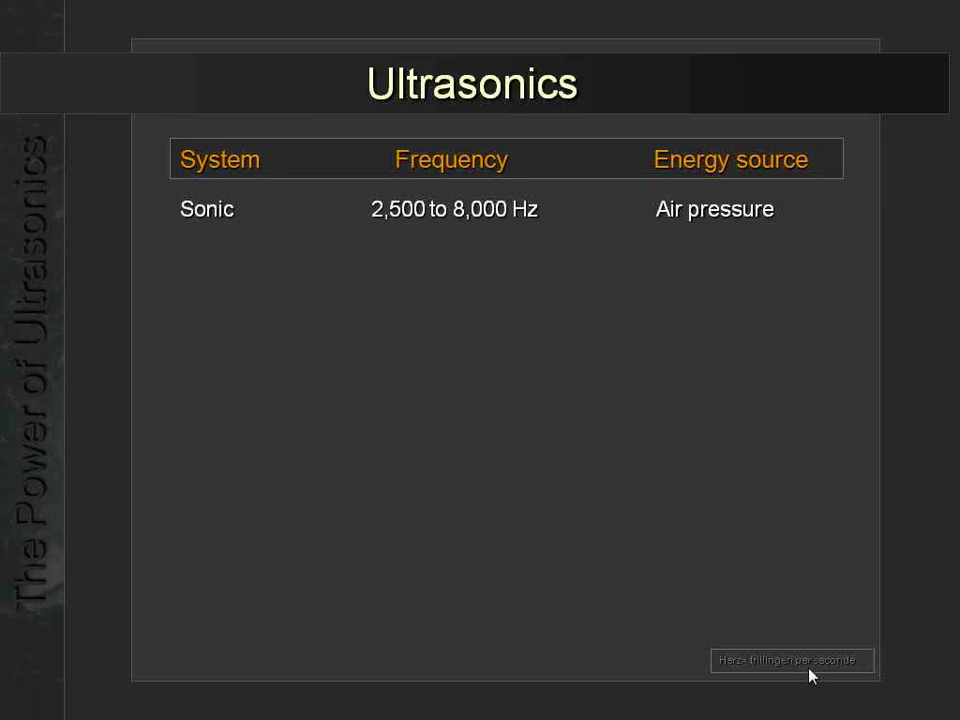 Ultrasonics
System Frequency Energy source
Sonic 2,500 to 8,000 Hz Air pressure
The Power of Ultrasonics
Herz= trillingen per seconde